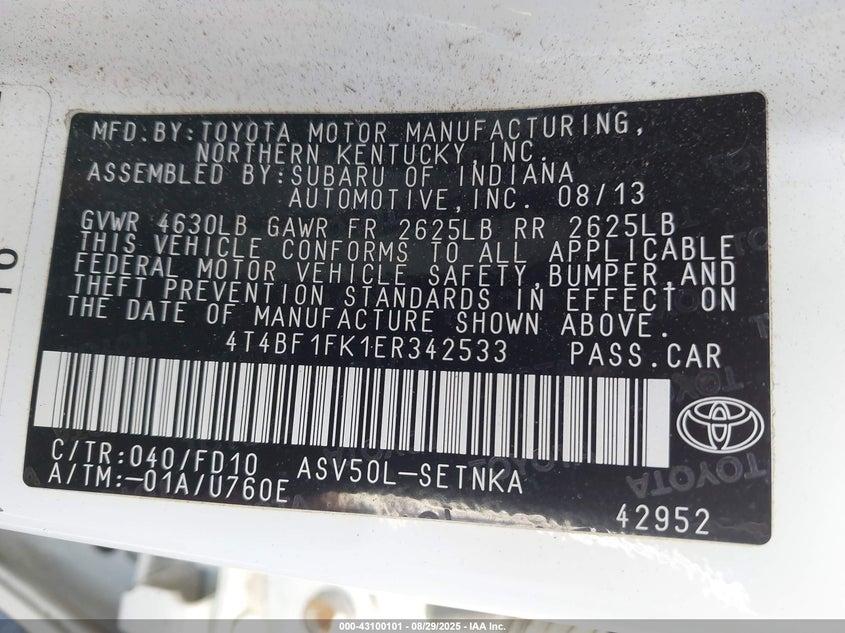 MFD.BY:TOYOTA MOTOR MANUFACTURING,
NORTHERN KENTUCKY,INC.
ASSEMBLED BY:SUBARU OF INDIANA
AUTOMOTIVE,INC. 08/13
GVWR 4630LB GAWR FR 2625LB RR 2625LB
THIS VEHICLE CONFORMS TO ALL APPLICABLE
FEDERAL MOTOR VEHICLE SAFETY,BUMPER,AND
THEFT PREVENTION STANDARDS IN EFFECT ON
THE DATE OF MANUFACTURE SHOWN ABOVE.
4T4BF1FK1ER342533 PASS.CAR
C/TR:040/FD10 ASV50L-SETNKA
A/TM:-01A/U760E
42952
TOYOTA
000-43100101 - 08/29/2025 - IAA Inc.